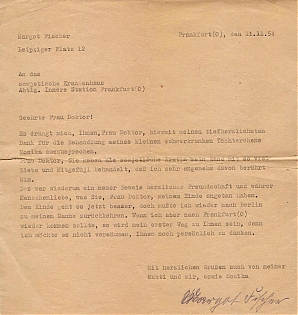 Margot Fischer
Frankfurt(O), den 11.11.54
Leipziger Platz 12
An das
sowjetische Krankenhaus
Abtlg. Innere Station Frankfurt(O)
Geehrte Frau Doktor!
Es drängt mich, Ihnen, Frau Doktor, hiermit meinen tiefherzlichsten
Dank für die Behandlung meines kleinen schwerkranken Töchterchens
Monika auszusprechen.
Frau Doktor, Sie haben als sowjetische Ärztin mein Kind mit so viel
Liebe und Mitgefühl behandelt, daß ich sehr angenehm davon berührt
bin.
Das war wiederum ein neuer Beweis herzlicher Freundschaft und wahrer
Menschenliebe, was Sie, Frau Doktor, meinem Kinde angetan haben.
Dem Kinde geht es jetzt besser, doch mußte ich wieder nach Berlin
zu meinem Manne zurückkehren. Wenn ich aber nach Frankfurt(O)
wieder kommen sollte, so wird mein erster Weg zu Ihnen sein, denn
ich möchte es nicht versäumen, Ihnen noch persönlich zu danken.
Mit herzlichen Grüßen auch von meiner
Mutti und mir, sowie Monika
Margot Fischer